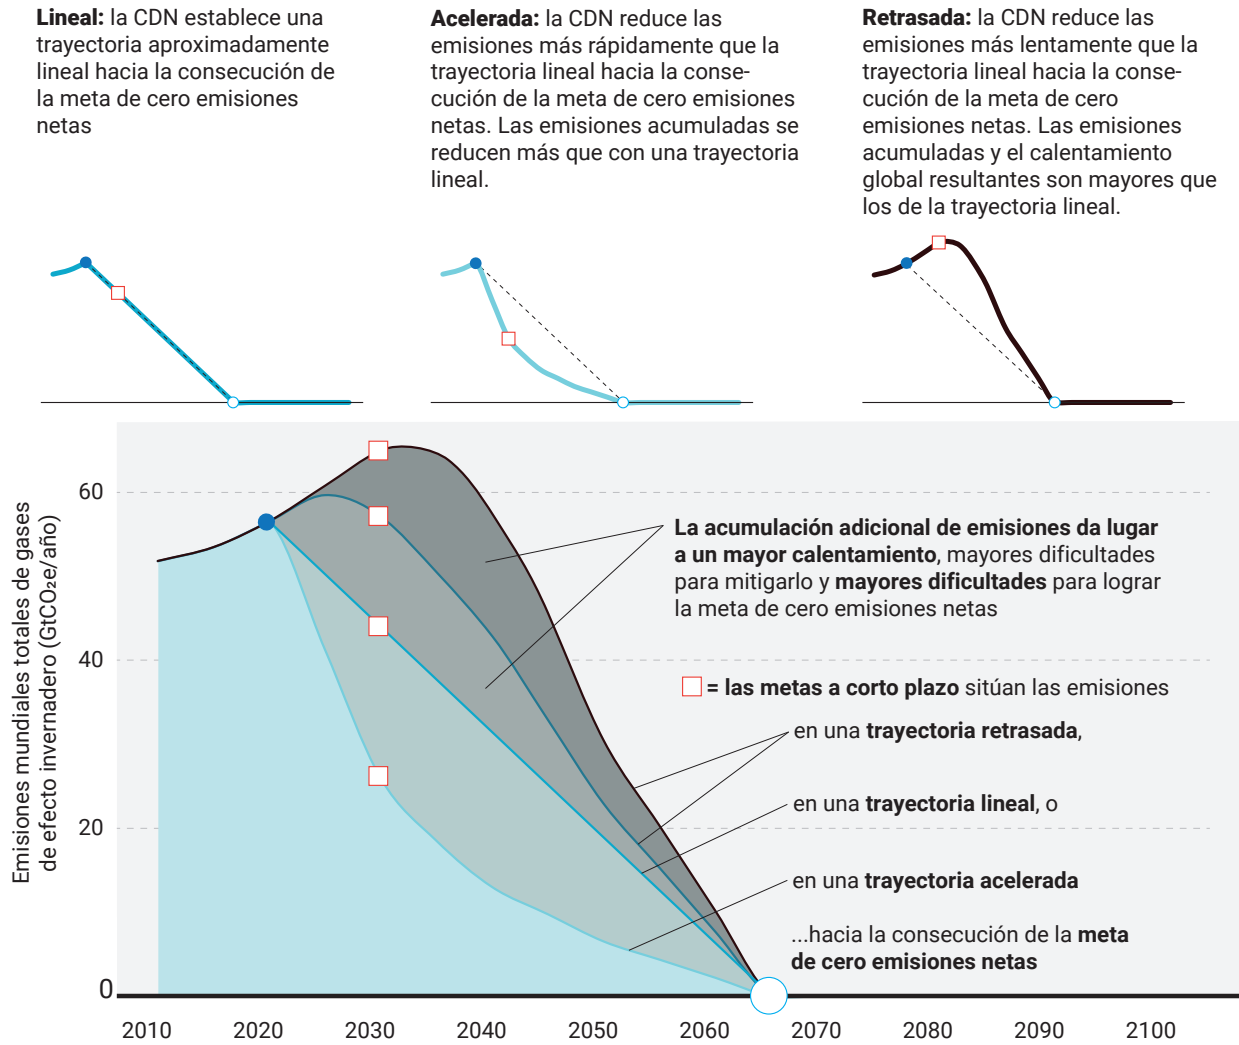 Lineal: la CDN establece una
trayectoria aproximadamente
lineal hacia la consecución de
la meta de cero emisiones
netas
Acelerada: la CDN reduce las
emisiones más rápidamente que la
trayectoria lineal hacia la conse-
cución de la meta de cero emisiones
netas. Las emisiones acumuladas se
reducen más que con una trayectoria
lineal.
Retrasada: la CDN reduce las
emisiones más lentamente que la
trayectoria lineal hacia la conse-
cución de la meta de cero
emisiones netas. Las emisiones
acumuladas y el calentamiento
global resultantes son mayores que
los de la trayectoria lineal.
Emisiones mundiales totales de gases
de efecto invernadero (GtCO₂e/año)
60
40
20
0
La acumulación adicional de emisiones da lugar
a un mayor calentamiento, mayores dificultades
para mitigarlo y mayores dificultades para lograr
la meta de cero emisiones netas
= las metas a corto plazo sitúan las emisiones
en una trayectoria retrasada,
en una trayectoria lineal, o
en una trayectoria acelerada
...hacia la consecución de la meta
de cero emisiones netas
2010 2020 2030 2040 2050 2060 2070 2080 2090 2100